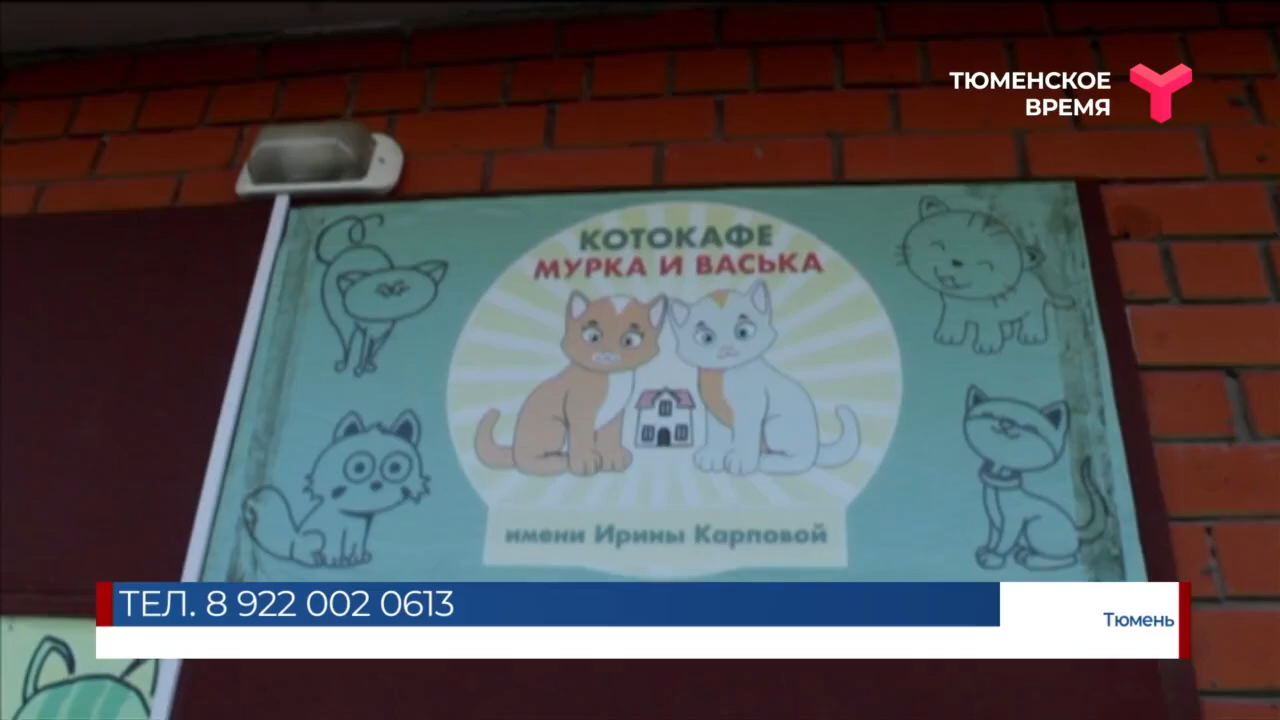 ТЮМЕНСКОЕ
ВРЕМЯ
КОТОКАФЕ
МУРКА И ВАСЬКА
имени Ирины Карповой
ТЕЛ. 8 922 002 0613
Тюмень